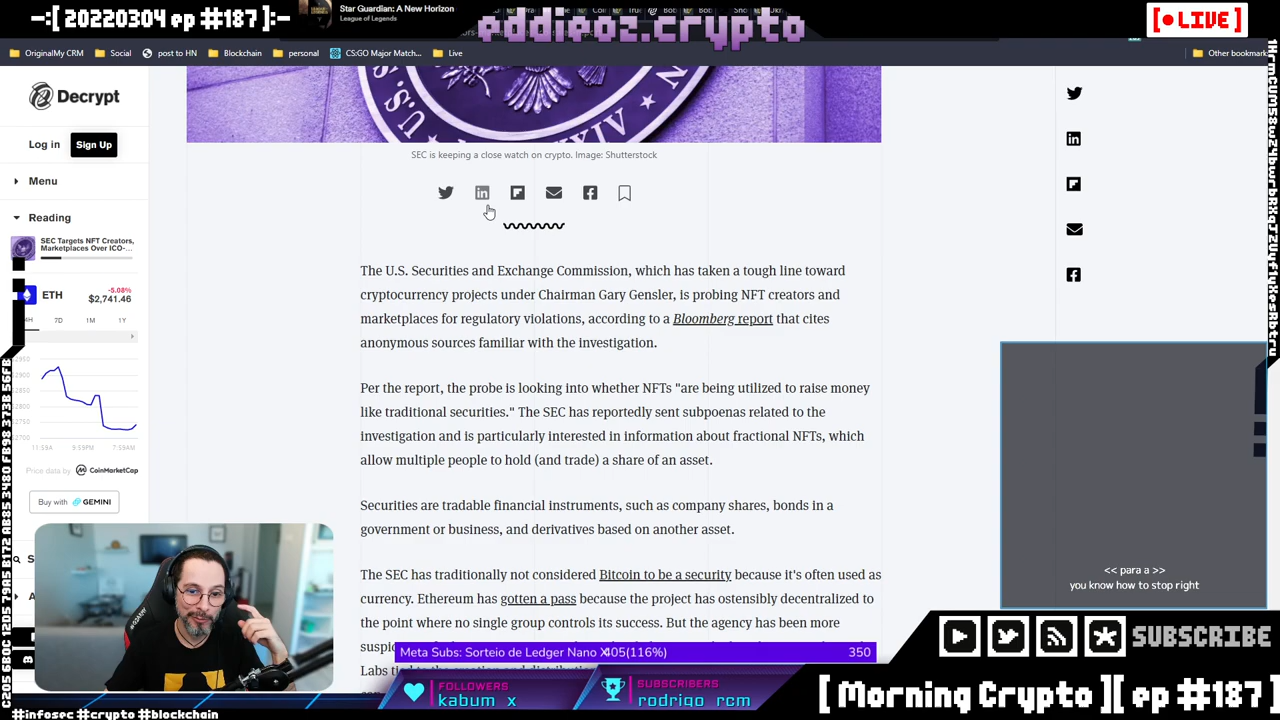 -:[ 20220304 ep #187]:-
Star Guardian: A New Horizon
League of Legends
eddieoz.crypto
[•LIVE]
OriginalMy CRM
Social
post to HN
Blockchain
personal
CS:GO Major Match...
Live
Other bookmark
Decrypt
Log in
Sign Up
Menu
Reading
SEC Targets NFT Creators,
Marketplaces Over ICO-...
ETH
-5.08%
$2,741.46
7D
1M
1Y
11:59A
9:59PM
7:59AM
Price data by CoinMarketCap
Buy with GEMINI
SEC is keeping a close watch on crypto. Image: Shutterstock
The U.S. Securities and Exchange Commission, which has taken a tough line toward
cryptocurrency projects under Chairman Gary Gensler, is probing NFT creators and
marketplaces for regulatory violations, according to a Bloomberg report that cites
anonymous sources familiar with the investigation.
Per the report, the probe is looking into whether NFTs "are being utilized to raise money
like traditional securities." The SEC has reportedly sent subpoenas related to the
investigation and is particularly interested in information about fractional NFTs, which
allow multiple people to hold (and trade) a share of an asset.
Securities are tradable financial instruments, such as company shares, bonds in a
government or business, and derivatives based on another asset.
The SEC has traditionally not considered Bitcoin to be a security because it's often used as
currency. Ethereum has gotten a pass because the project has ostensibly decentralized to
the point where no single group controls its success. But the agency has been more
<< para a >>
you know how to stop right
Meta Subs: Sorteio de Ledger Nano X
405(116%)
350
FOLLOWERS
kabum_x
SUBSCRIBERS
rodrigo_rcm
SUBSCRIBE
[ Morning Crypto ][ ep #187 ]
#infosec #crypto #blockchain